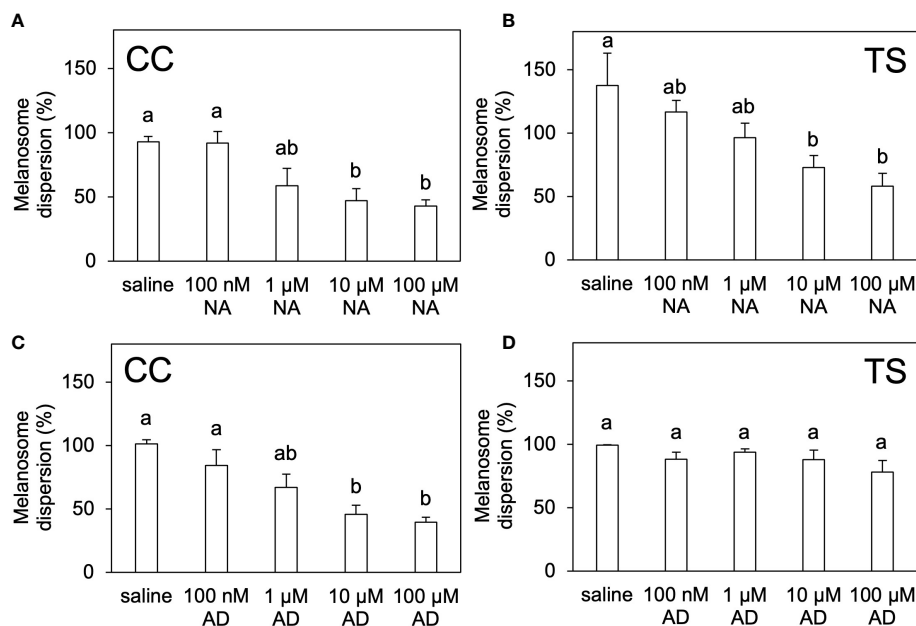 A
CC
Melanosome
dispersion (%)
150
100
50
0
a
a
ab
b
b
saline
100 nM
NA
1 µM
NA
10 µM
NA
100 µM
NA
B
TS
Melanosome
dispersion (%)
150
100
50
0
a
ab
ab
b
b
saline
100 nM
NA
1 µM
NA
10 µM
NA
100 µM
NA
C
CC
Melanosome
dispersion (%)
150
100
50
0
a
a
ab
b
b
saline
100 nM
AD
1 µM
AD
10 µM
AD
100 µM
AD
D
TS
Melanosome
dispersion (%)
150
100
50
0
a
a
a
a
a
saline
100 nM
AD
1 µM
AD
10 µM
AD
100 µM
AD